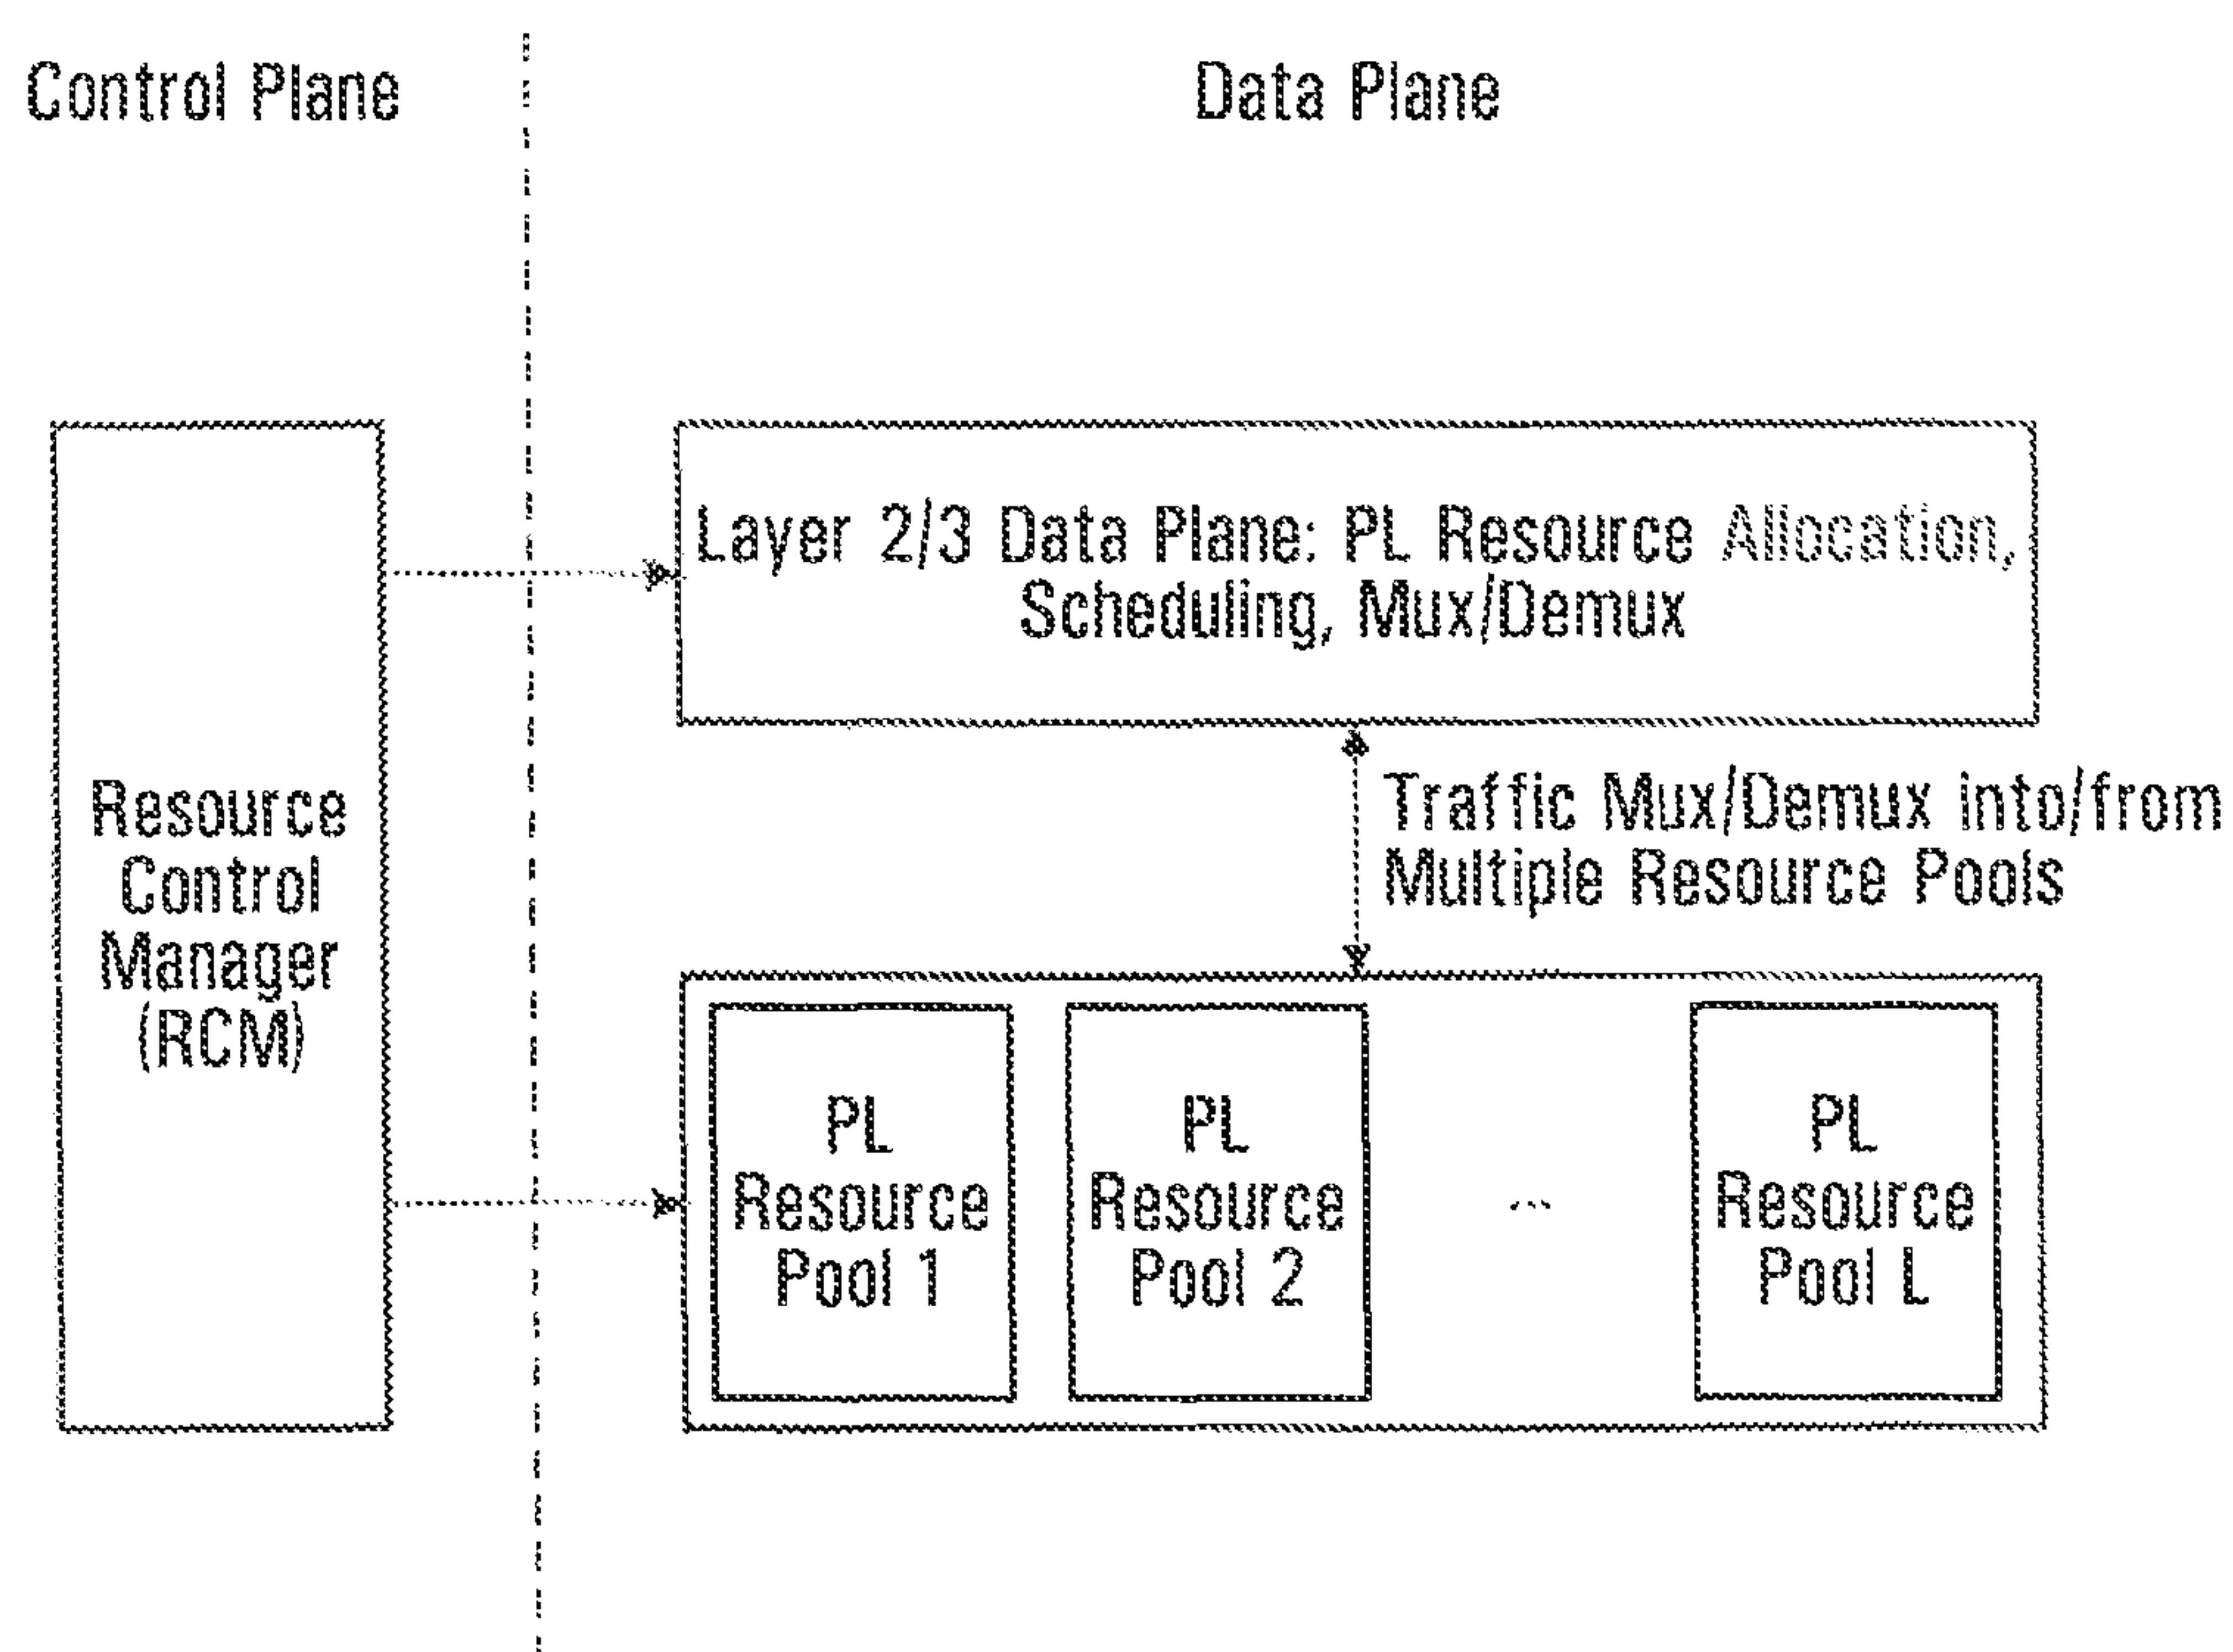 Control Plane
Data Plane
Layer 2/3 Data Plane: PL Resource Allocation,
Scheduling, Mux/Demux
Traffic Mux/Demux into/from
Multiple Resource Pools
Resource
Control
Manager
(RCM)
PL
Resource
Pool 1
PL
Resource
Pool 2
...
PL
Resource
Pool L